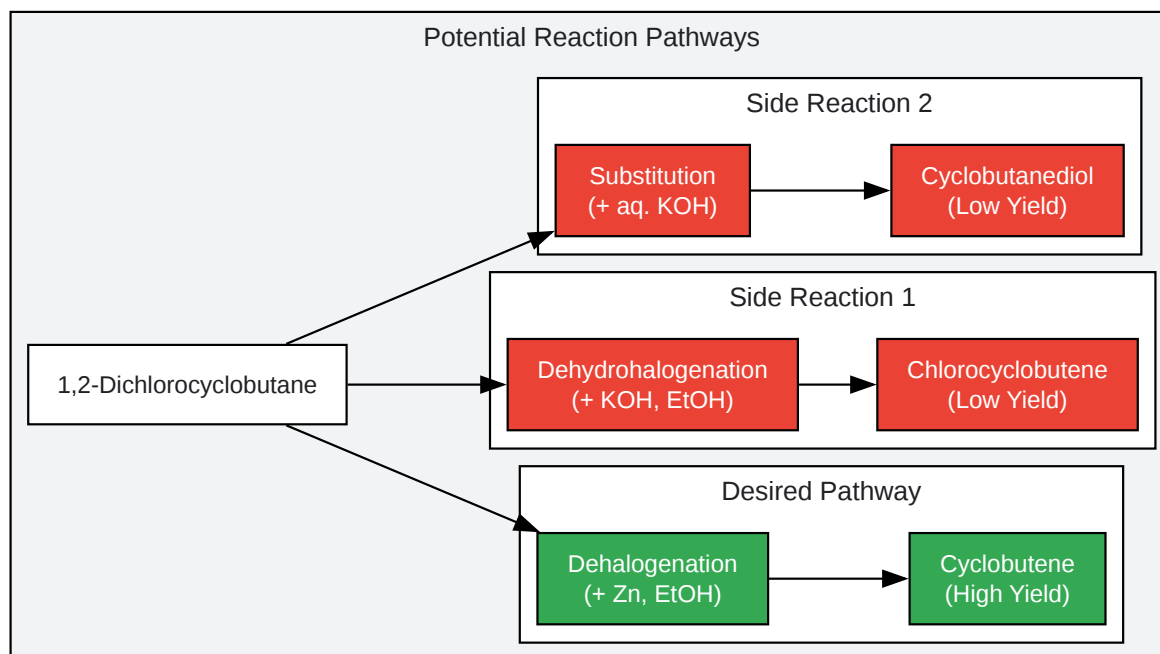 Potential Reaction Pathways
Side Reaction 2
Substitution
(+ aq. KOH)
Cyclobutanediol
(Low Yield)
Side Reaction 1
1,2-Dichlorocyclobutane
Dehydrohalogenation
(+ KOH, EtOH)
Chlorocyclobutene
(Low Yield)
Desired Pathway
Dehalogenation
(+ Zn, EtOH)
Cyclobutene
(High Yield)